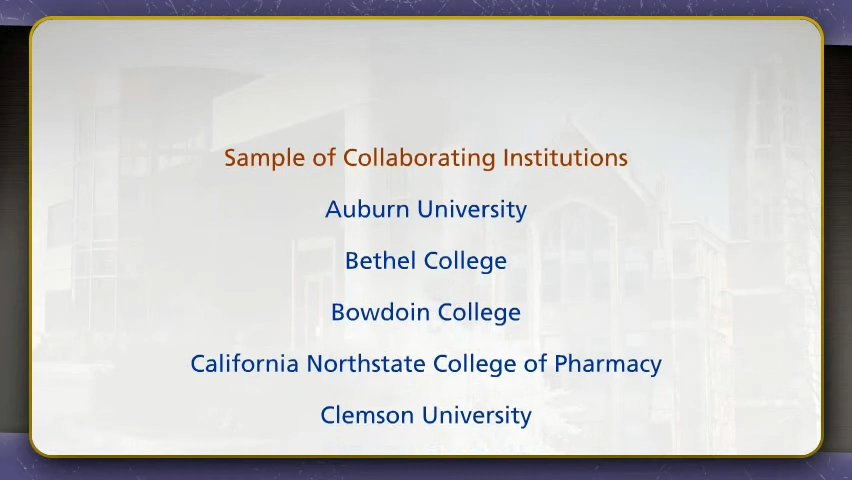 Sample of Collaborating Institutions
Auburn University
Bethel College
Bowdoin College
California Northstate College of Pharmacy
Clemson University